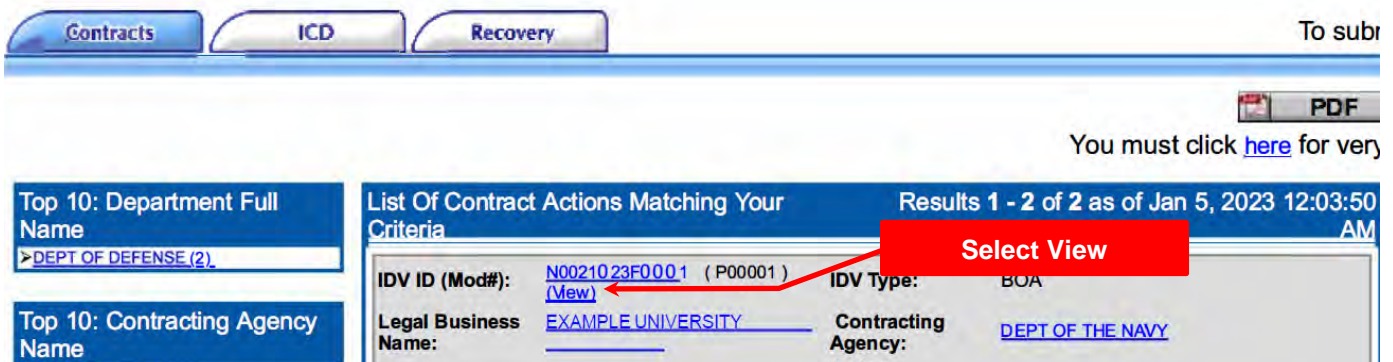 Contracts ICD Recovery To subr
PDF
You must click here for very
Top 10: Department Full
Name
>DEPT OF DEFENSE (2)
Top 10: Contracting Agency
Name
List Of Contract Actions Matching Your
Criteria
Results 1 - 2 of 2 as of Jan 5, 2023 12:03:50
AM
Select View
IDV ID (Mod#): N0021023F0001 ( P00001 ) IDV Type: BOA
(View)
Legal Business EXAMPLE UNIVERSITY Contracting DEPT OF THE NAVY
Name: Agency: